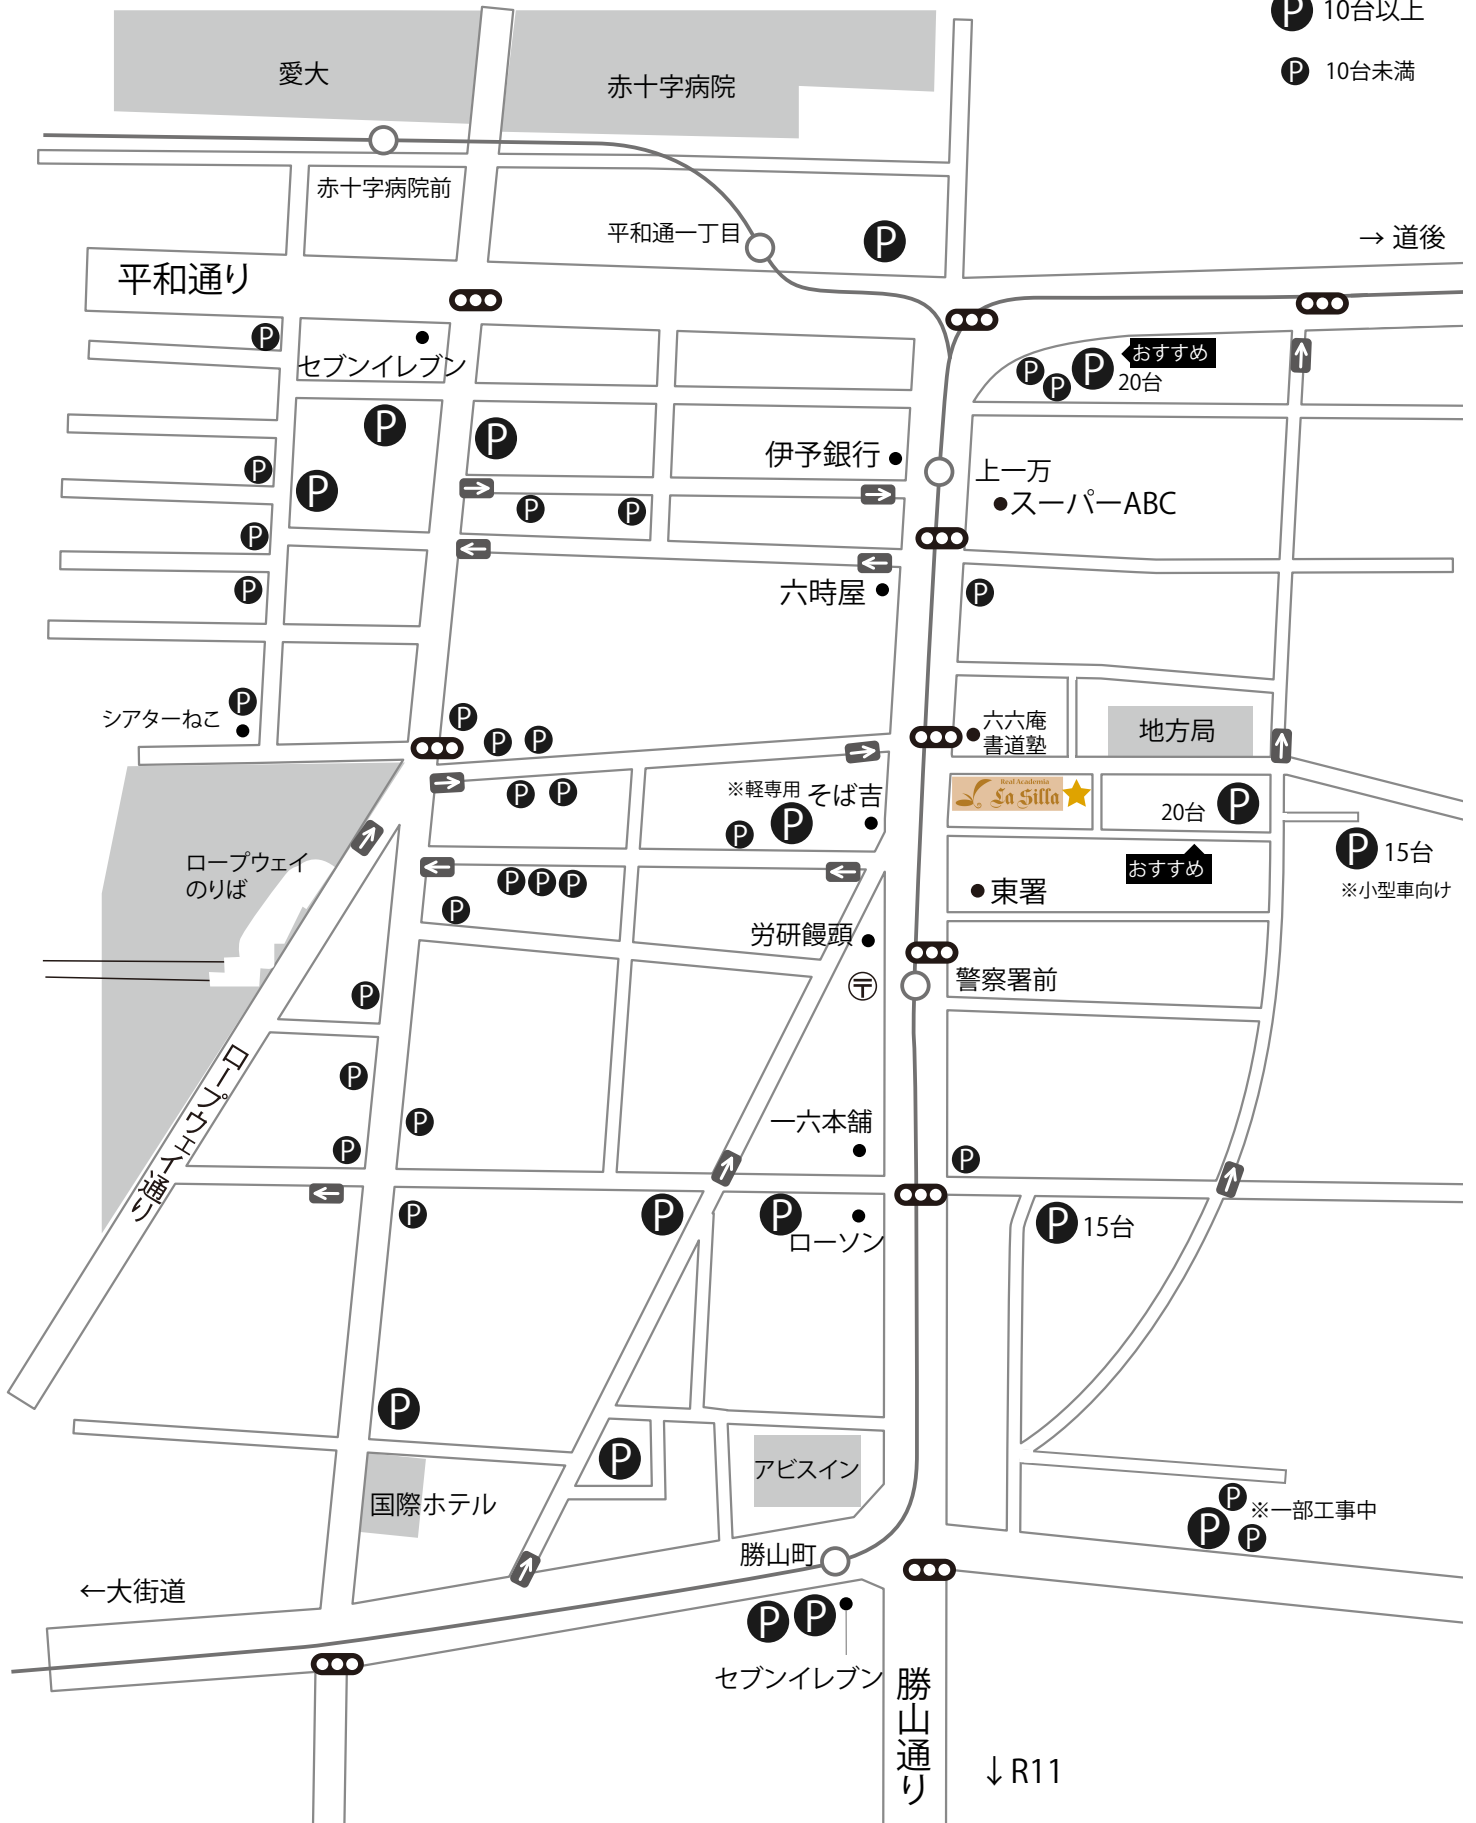 P 10台以上
P 10台未満
愛大
赤十字病院
赤十字病院前
平和通一丁目
P
→ 道後
平和通り
P
セブンイレブン
おすすめ
P
P
P
20台
P
P
伊予銀行
上一万
P
P
スーパーABC
P
P
P
P
六時屋
P
P
シアターねこ
P
P
P
P
六六庵
書道塾
地方局
P
P
※軽専用
そば吉
P
P
Real Academia
La Silla
20台
P
P
15台
※小型車向け
おすすめ
ロープウェイ
のりば
P
P
P
P
東署
労研饅頭
〒
警察署前
P
ロープウェイ通り
P
P
P
一六本舗
P
P
P
P
ローソン
P
15台
P
P
アビスイン
国際ホテル
P
P
P
※一部工事中
勝山町
←大街道
P
P
セブンイレブン
勝山通り
↓R11